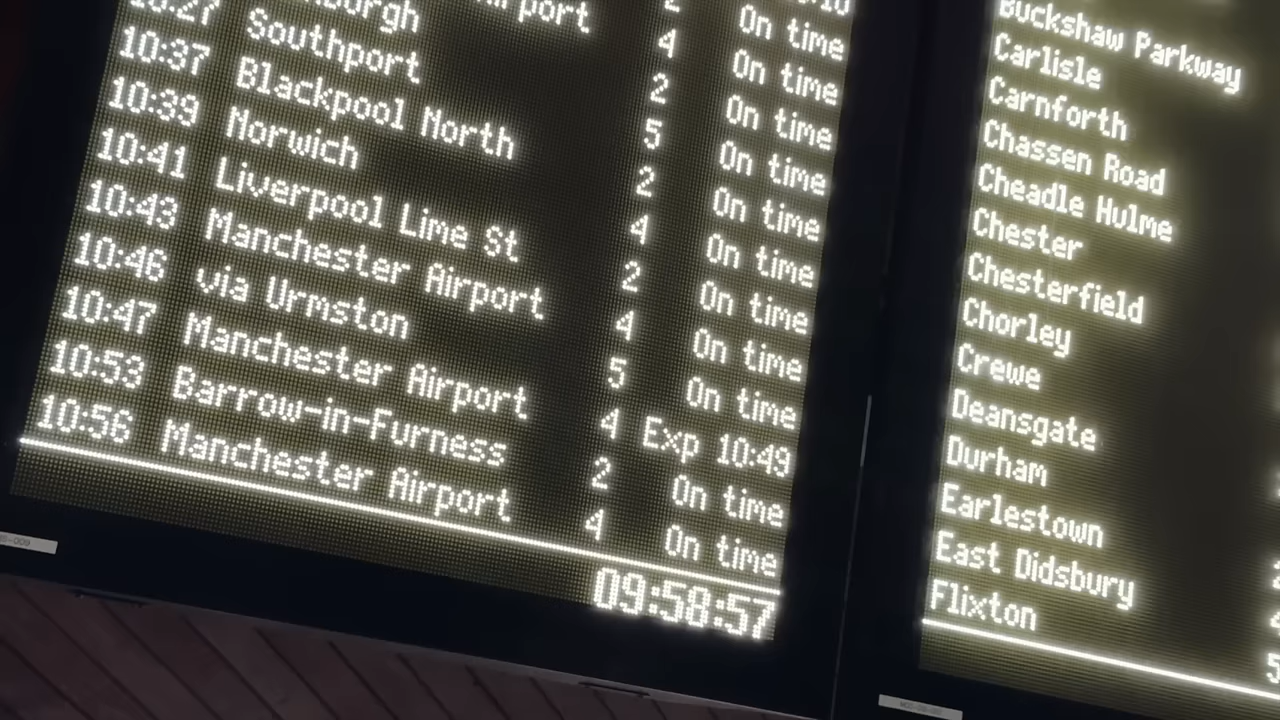 Airport 4 On time
2 On time
10:27 Southport 5 On time
10:37 Blackpool North 2 On time
10:39 Norwich 4 On time
10:41 Liverpool Lime St 2 On time
10:43 Manchester Airport 4 On time
10:46 via Urmston 5 On time
10:47 Manchester Airport 4 Exp 10:49
10:53 Barrow-in-Furness 2 On time
10:56 Manchester Airport 4 On time
09:58:57
Buckshaw Parkway
Carlisle
Carnforth
Chassen Road
Cheadle Hulme
Chester
Chesterfield
Chorley
Crewe
Deansgate
Durham
Earlestown
East Didsbury
Flixton